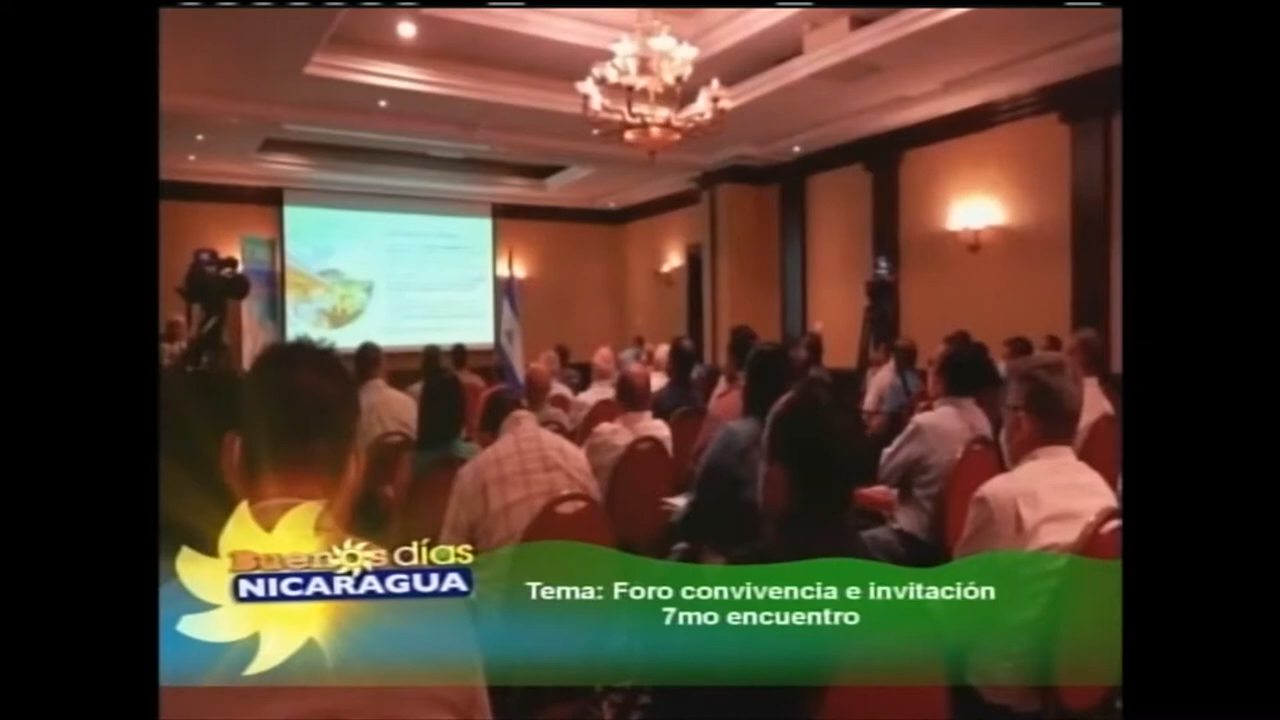 Buenos días
NICARAGUA
Tema: Foro convivencia e invitación
7mo encuentro